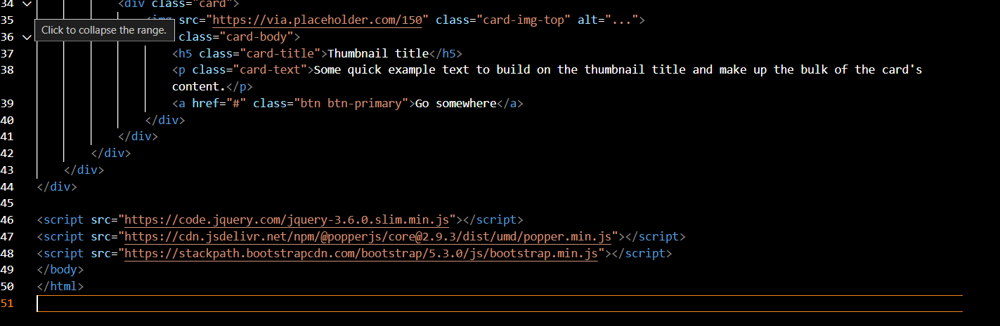 34 <div class="card">
35 <img src="https://via.placeholder.com/150" class="card-img-top" alt="...">
Click to collapse the range.
36 class="card-body">
37 <h5 class="card-title">Thumbnail title</h5>
38 <p class="card-text">Some quick example text to build on the thumbnail title and make up the bulk of the card's
content.</p>
39 <a href="#" class="btn btn-primary">Go somewhere</a>
40 </div>
41 </div>
42 </div>
43 </div>
44 </div>
45
46 <script src="https://code.jquery.com/jquery-3.6.0.slim.min.js"></script>
47 <script src="https://cdn.jsdelivr.net/npm/@popperjs/core@2.9.3/dist/umd/popper.min.js"></script>
48 <script src="https://stackpath.bootstrapcdn.com/bootstrap/5.3.0/js/bootstrap.min.js"></script>
49 </body>
50 </html>
51